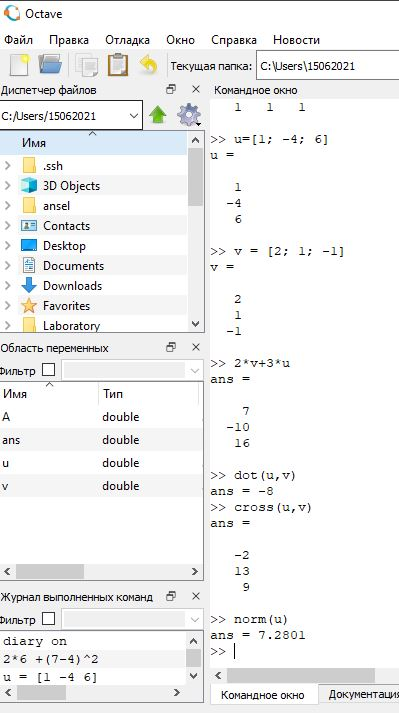 Octave
Файл Правка Отладка Окно Справка Новости
Текущая папка: C:\Users\15062021
Диспетчер файлов
C:/Users/15062021
Имя
.ssh
3D Objects
ansel
Contacts
Desktop
Documents
Downloads
Favorites
Laboratory
Область переменных
Фильтр
Имя Тип
A double
ans double
u double
v double
Журнал выполненных команд
Фильтр
diary on
2*6 +(7-4)^2
u = [1 -4 6]
Командное окно
1 1 1
>> u=[1; -4; 6]
u =
1
-4
6
>> v = [2; 1; -1]
v =
2
1
-1
>> 2*v+3*u
ans =
7
-10
16
>> dot(u,v)
ans = -8
>> cross(u,v)
ans =
-2
13
9
>> norm(u)
ans = 7.2801
>>
Командное окно Документация